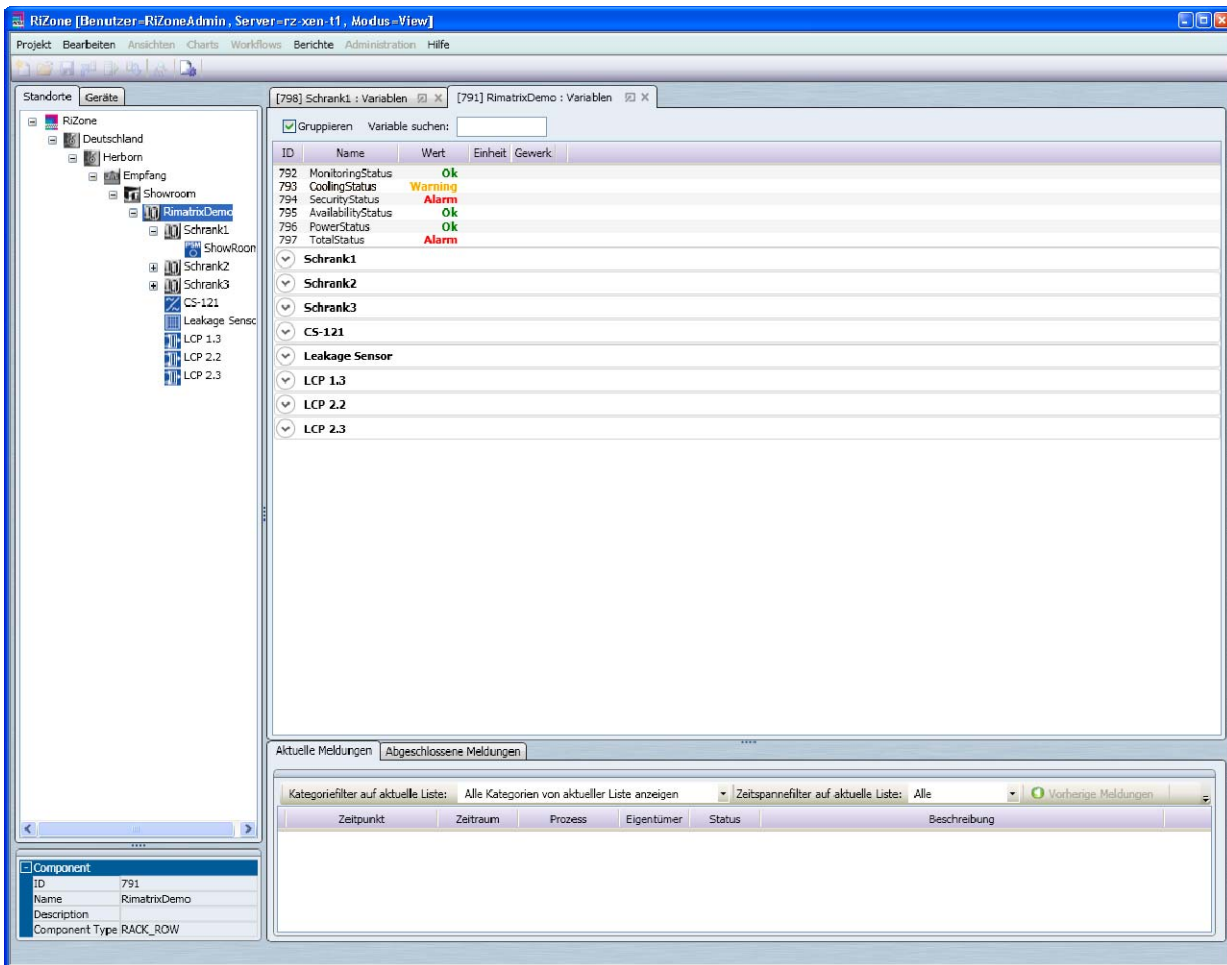 RiZone [Benutzer=RiZoneAdmin, Server=rz-xen-t1, Modus=View]
Projekt Bearbeiten Ansichten Charts Workflows Berichte Administration Hilfe
Standorte Geräte
RiZone
Deutschland
Herborn
Empfang
Showroom
RimatrixDemo
Schrank1
ShowRoon
Schrank2
Schrank3
CS-121
Leakage Senso
LCP 1.3
LCP 2.2
LCP 2.3
Component
ID 791
Name RimatrixDemo
Description
Component Type RACK_ROW
[798] Schrank1 : Variablen [791] RimatrixDemo : Variablen
Gruppieren Variable suchen:
ID Name Wert Einheit Gewerk
792 MonitoringStatus Ok
793 CoolingStatus Warning
794 SecurityStatus Alarm
795 AvailabilityStatus Ok
796 PowerStatus Ok
797 TotalStatus Alarm
Schrank1
Schrank2
Schrank3
CS-121
Leakage Sensor
LCP 1.3
LCP 2.2
LCP 2.3
Aktuelle Meldungen Abgeschlossene Meldungen
Kategoriefilter auf aktuelle Liste: Alle Kategorien von aktueller Liste anzeigen Zeitspannefilter auf aktuelle Liste: Alle Vorherige Meldungen
Zeitpunkt Zeitraum Prozess Eigentümer Status Beschreibung